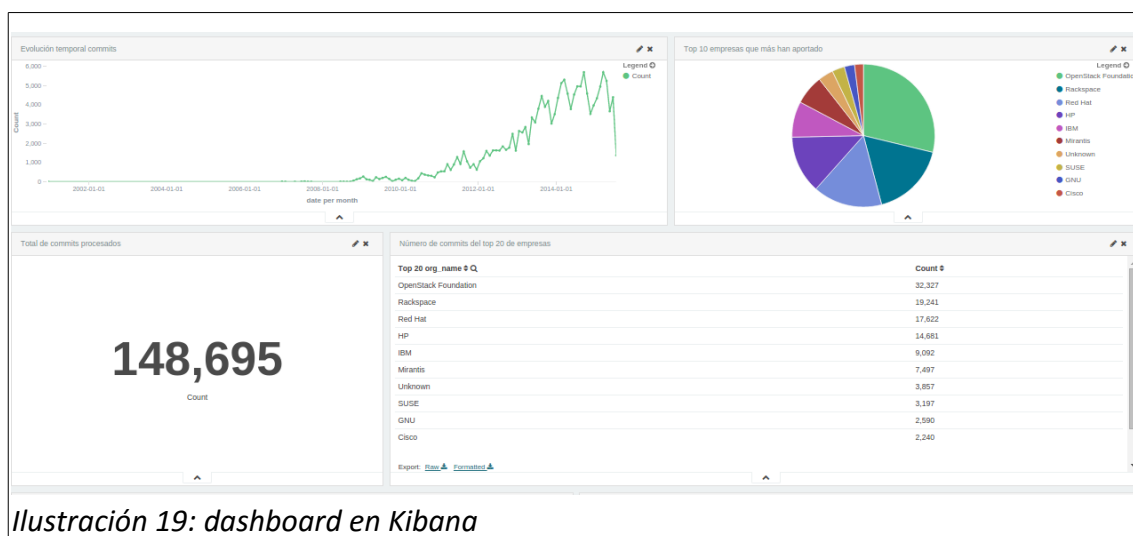 Evolución temporal commits
Legend
Count
6,000
5,000
4,000
3,000
2,000
1,000
0
Count
2002-01-01 2004-01-01 2006-01-01 2008-01-01 2010-01-01 2012-01-01 2014-01-01
date per month
Top 10 empresas que más han aportado
Legend
OpenStack Foundatio
Rackspace
Red Hat
HP
IBM
Mirantis
Unknown
SUSE
GNU
Cisco
Total de commits procesados
148,695
Count
Número de commits del top 20 de empresas
Top 20 org_name Count
OpenStack Foundation 32,327
Rackspace 19,241
Red Hat 17,622
HP 14,681
IBM 9,092
Mirantis 7,497
Unknown 3,857
SUSE 3,197
GNU 2,590
Cisco 2,240
Export: Raw Formatted
Ilustración 19: dashboard en Kibana